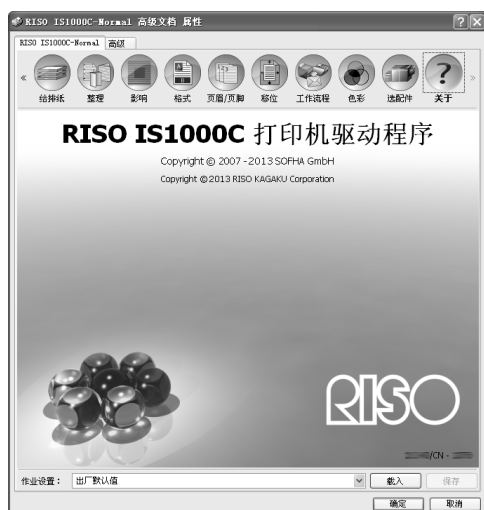 RISO IS1000C-Normal 高级文档 属性
RISO IS1000C-Normal 高级
给排纸 整理 影响 格式 页眉/页脚 移位 工作流程 色彩 选配件 关于
RISO IS1000C 打印机驱动程序
Copyright © 2007 - 2013 SOFHA GmbH
Copyright © 2013 RISO KAGAKU Corporation
RISO
/CN -
作业设置： 出厂默认值 载入 保存
确定 取消